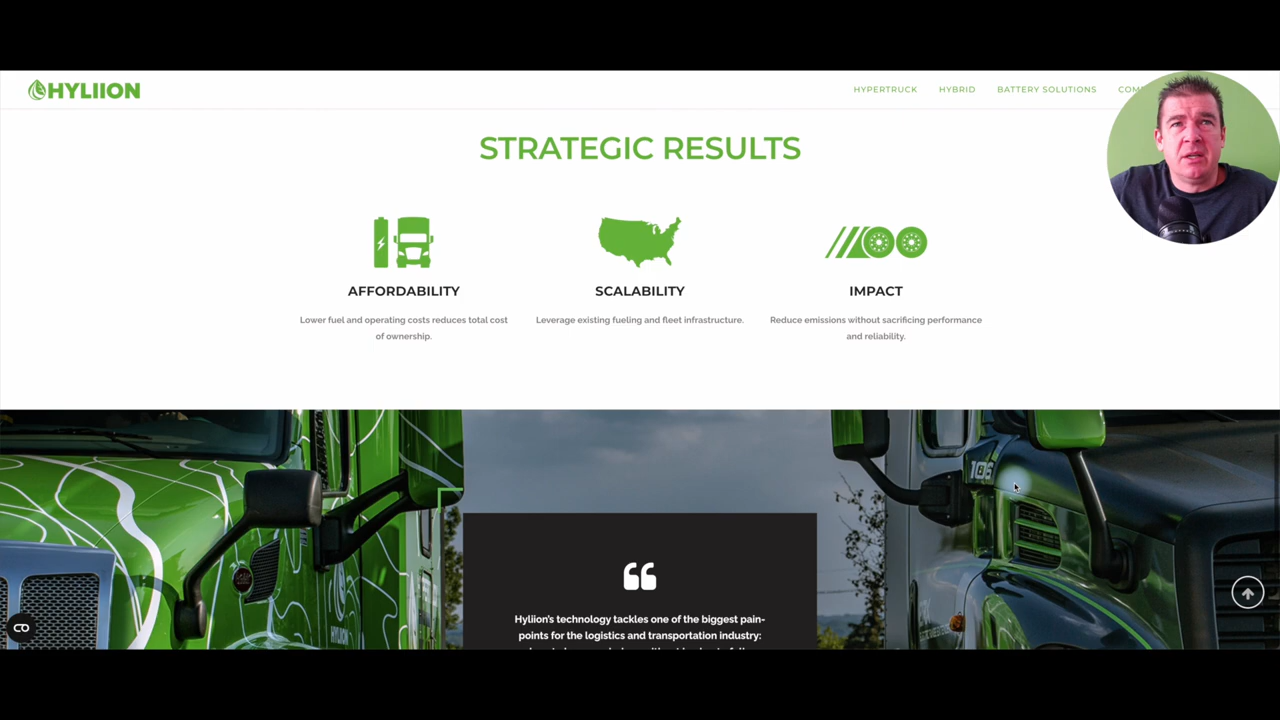 HYLIION
HYPERTRUCK HYBRID BATTERY SOLUTIONS
STRATEGIC RESULTS
AFFORDABILITY
Lower fuel and operating costs reduces total cost
of ownership.
SCALABILITY
Leverage existing fueling and fleet infrastructure.
IMPACT
Reduce emissions without sacrificing performance
and reliability.
106
HYLIION
“
Hyliion's technology tackles one of the biggest pain-
points for the logistics and transportation industry: